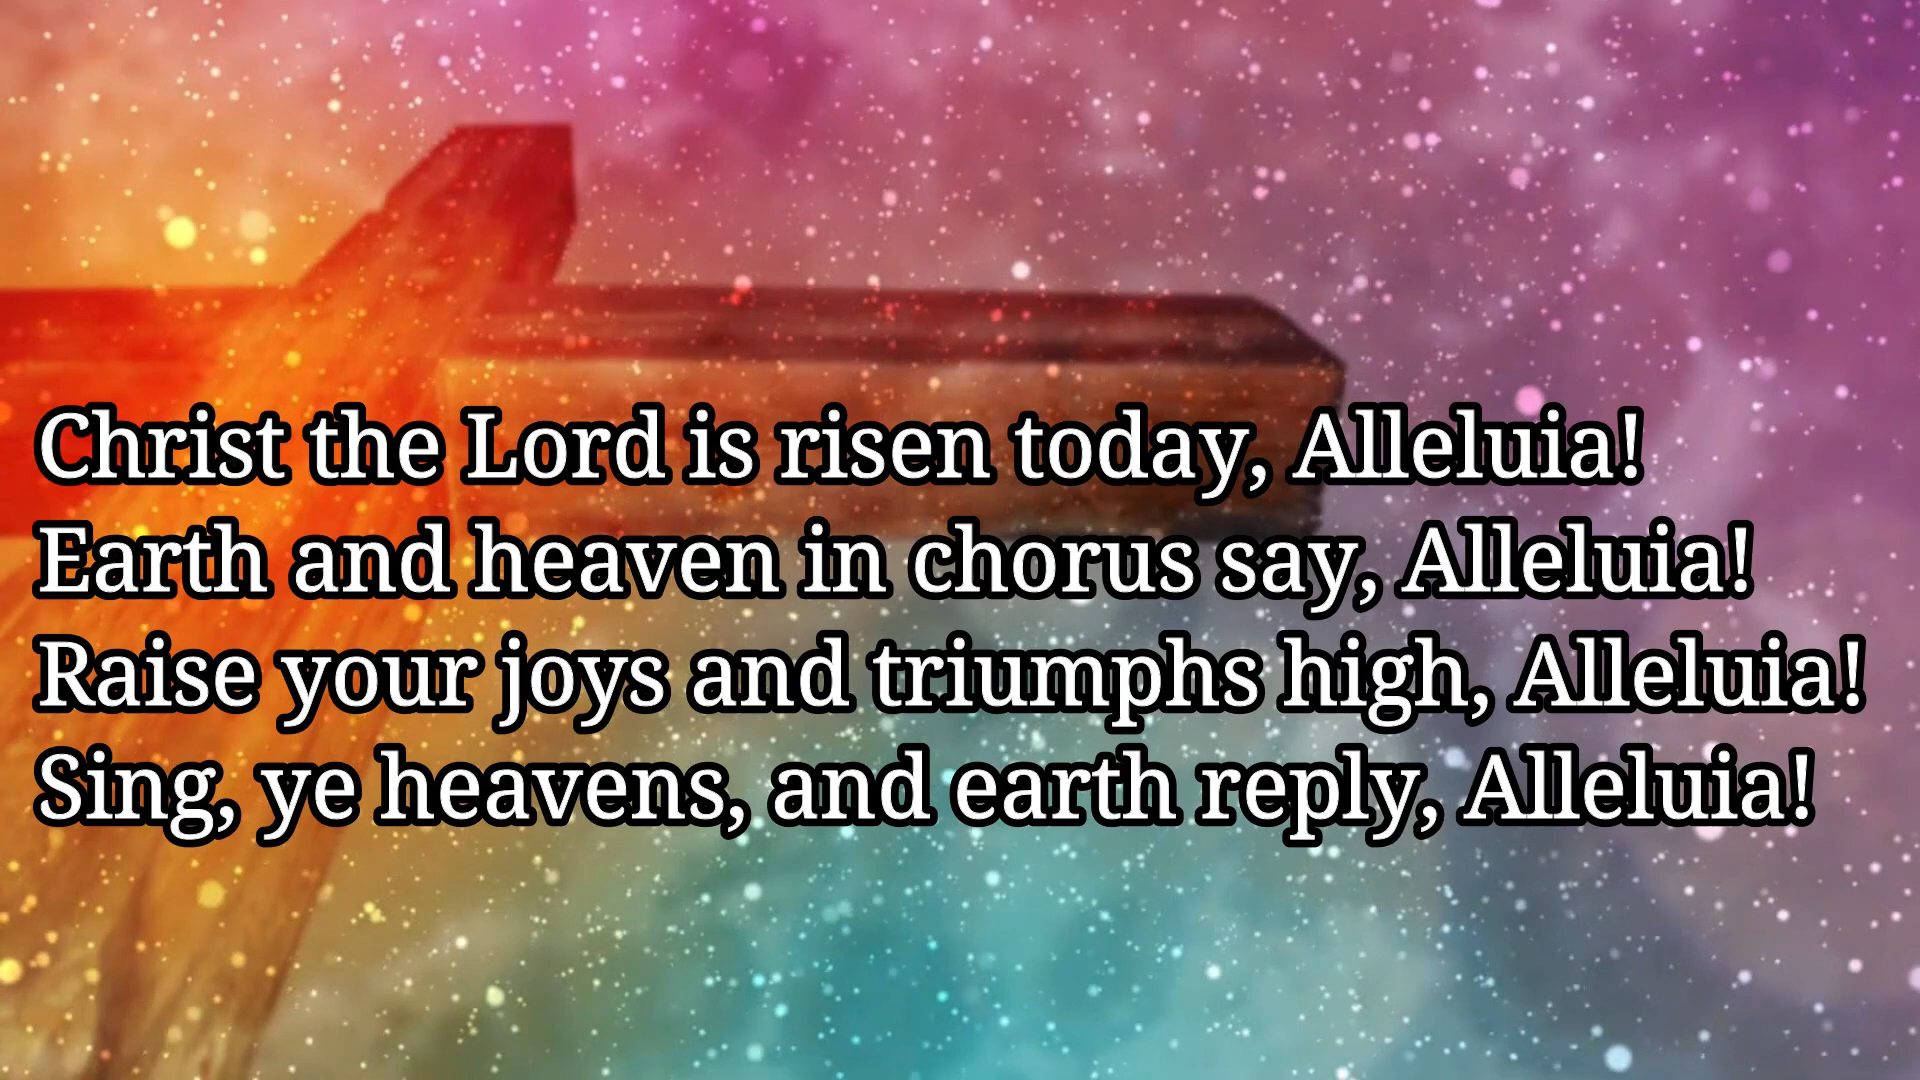 Christ the Lord is risen today, Alleluia!
Earth and heaven in chorus say, Alleluia!
Raise your joys and triumphs high, Alleluia!
Sing, ye heavens, and earth reply, Alleluia!